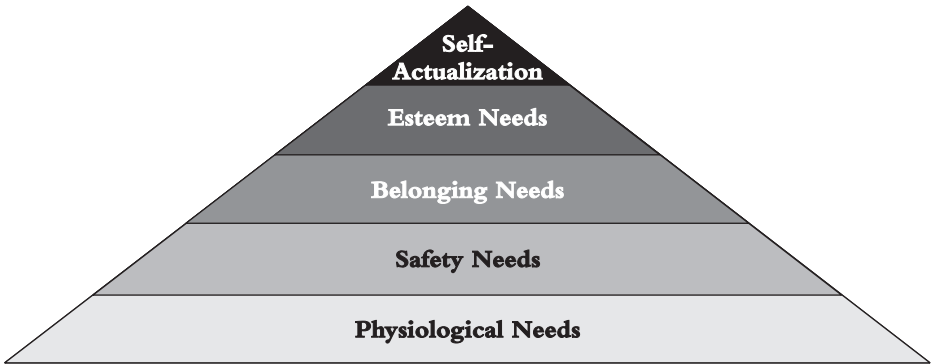 Self-
Actualization
Esteem Needs
Belonging Needs
Safety Needs
Physiological Needs